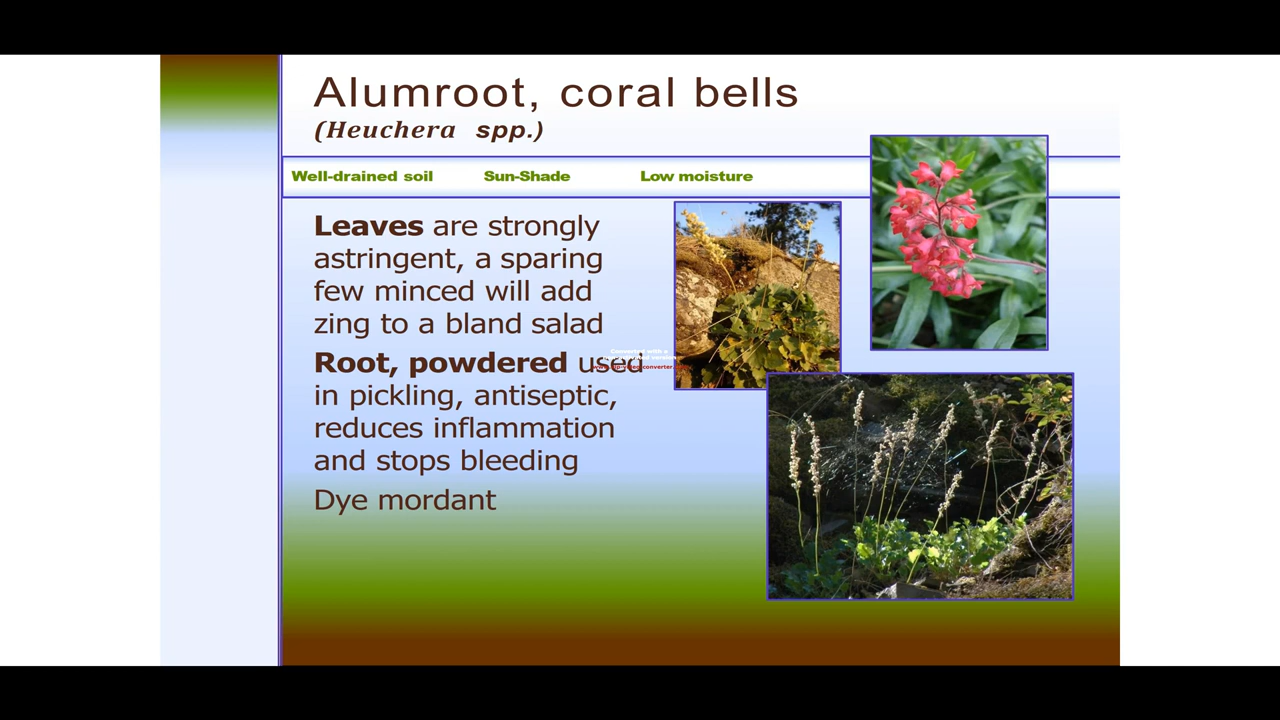 Alumroot, coral bells
(Heuchera spp.)
Well-drained soil Sun-Shade Low moisture
Leaves are strongly
astringent, a sparing
few minced will add
zing to a bland salad
Root, powdered used
in pickling, antiseptic,
reduces inflammation
and stops bleeding
Dye mordant
Converted with a